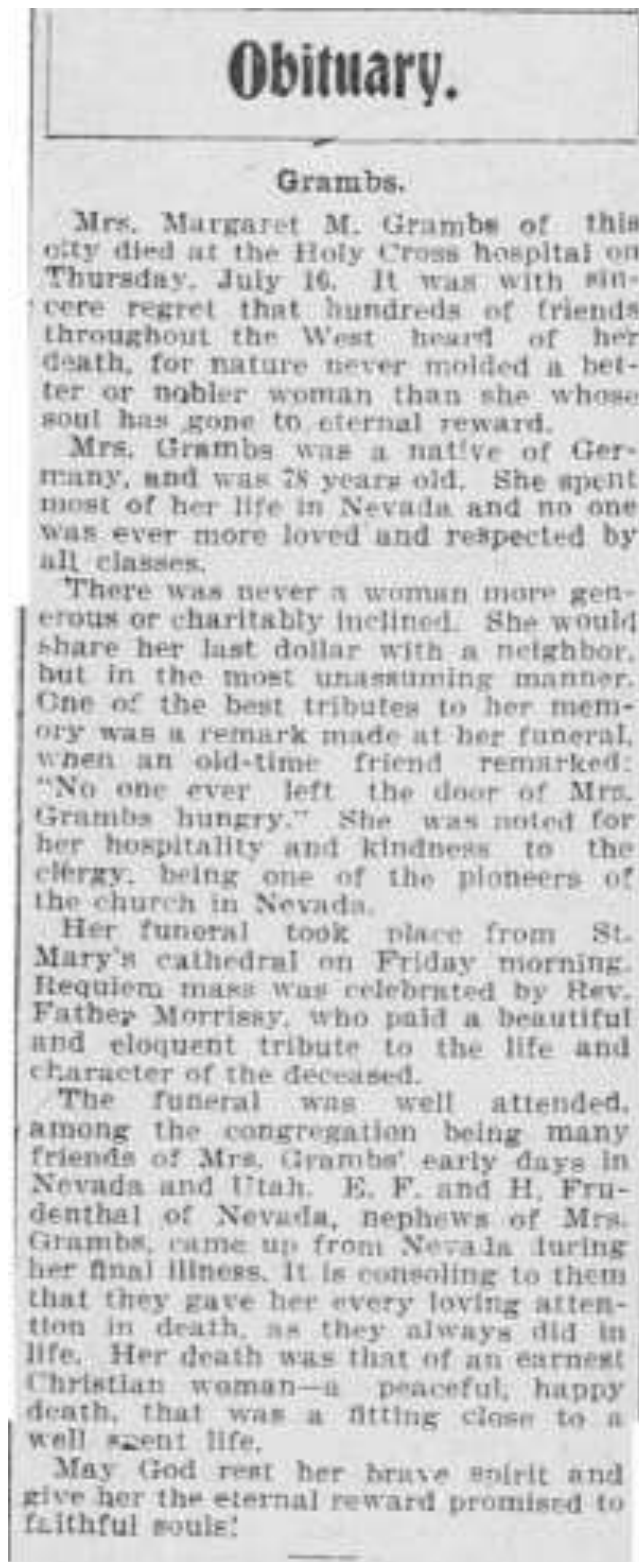 Obituary.
Grambs.
Mrs. Margaret M. Grambs of this
city died at the Holy Cross hospital on
Thursday, July 16. It was with sin-
cere regret that hundreds of friends
throughout the West heard of her
death, for nature never molded a bet-
ter or nobler woman than she whose
soul has gone to eternal reward.
Mrs. Grambs was a native of Ger-
many, and was 78 years old. She spent
most of her life in Nevada and no one
was ever more loved and respected by
all classes.
There was never a woman more gen-
erous or charitably inclined. She would
share her last dollar with a neighbor,
but in the most unassuming manner.
One of the best tributes to her mem-
ory was a remark made at her funeral,
when an old-time friend remarked:
"No one ever left the door of Mrs.
Grambs hungry." She was noted for
her hospitality and kindness to the
clergy, being one of the pioneers of
the church in Nevada.
Her funeral took place from St.
Mary's cathedral on Friday morning.
Requiem mass was celebrated by Rev.
Father Morrissy, who paid a beautiful
and eloquent tribute to the life and
character of the deceased.
The funeral was well attended,
among the congregation being many
friends of Mrs. Grambs' early days in
Nevada and Utah. E. F. and H. Fru-
denthal of Nevada, nephews of Mrs.
Grambs, came up from Nevada during
her final illness. It is consoling to them
that they gave her every loving atten-
tion in death, as they always did in
life. Her death was that of an earnest
Christian woman—a peaceful, happy
death, that was a fitting close to a
well spent life.
May God rest her brave spirit and
give her the eternal reward promised to
faithful souls!